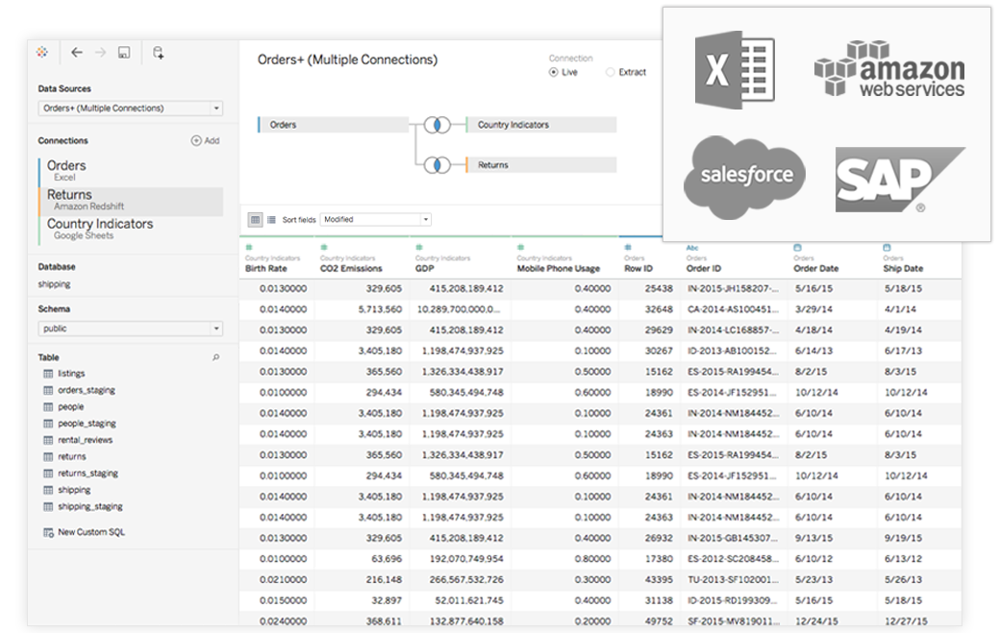 Orders+ (Multiple Connections)
Connection
Live Extract
Data Sources
Orders+ (Multiple Connections)
Connections Add
Orders
Excel
Returns
Amazon Redshift
Country Indicators
Google Sheets
Database
shipping
Schema
public
Table
listings
orders_staging
people
people_staging
rental_reviews
returns
returns_staging
shipping
shipping_staging
New Custom SQL
Orders Country Indicators
Returns
X
amazon
web services
salesforce
SAP
®
Sort fields Modified
Abc
Country Indicators Country Indicators Country Indicators Country Indicators Orders Orders Orders Orders
Birth Rate CO2 Emissions GDP Mobile Phone Usage Row ID Order ID Order Date Ship Date
0.0130000 329,605 415,208,189,412 0.40000 25438 IN-2015-JH158207-... 5/16/15 5/18/15
0.0140000 5,713,560 10,289,700,000,0... 0.40000 32648 CA-2014-AS100451... 3/29/14 4/1/14
0.0130000 329,605 415,208,189,412 0.40000 29629 IN-2014-LC168857-... 4/18/14 4/19/14
0.0140000 3,405,180 1,198,474,937,925 0.10000 30267 ID-2013-AB100152... 6/14/13 6/17/13
0.0130000 365,560 1,326,334,438,917 0.50000 15162 ES-2015-RA199454... 8/2/15 8/3/15
0.0100000 294,434 580,345,494,748 0.60000 18990 ES-2014-JF152951... 10/12/14 10/12/14
0.0140000 3,405,180 1,198,474,937,925 0.10000 24361 IN-2014-NM184452... 6/10/14 6/10/14
0.0140000 3,405,180 1,198,474,937,925 0.10000 24363 IN-2014-NM184452... 6/10/14 6/10/14
0.0130000 365,560 1,326,334,438,917 0.50000 15162 ES-2015-RA199454... 8/2/15 8/3/15
0.0100000 294,434 580,345,494,748 0.60000 18990 ES-2014-JF152951... 10/12/14 10/12/14
0.0140000 3,405,180 1,198,474,937,925 0.10000 24361 IN-2014-NM184452... 6/10/14 6/10/14
0.0140000 3,405,180 1,198,474,937,925 0.10000 24363 IN-2014-NM184452... 6/10/14 6/10/14
0.0130000 329,605 415,208,189,412 0.40000 26932 IN-2015-GB145307... 9/13/15 9/19/15
0.0100000 63,696 192,070,749,954 0.80000 17380 ES-2012-SC208458... 6/10/12 6/13/12
0.0210000 216,148 266,567,532,726 0.30000 43395 TU-2013-SF102001... 5/23/13 5/26/13
0.0150000 32,897 52,011,621,745 0.40000 31138 ID-2015-RD199309... 5/16/15 5/18/15
0.0240000 368,611 132,877,640,158 0.20000 49752 SF-2015-MV819011... 12/24/15 12/27/15